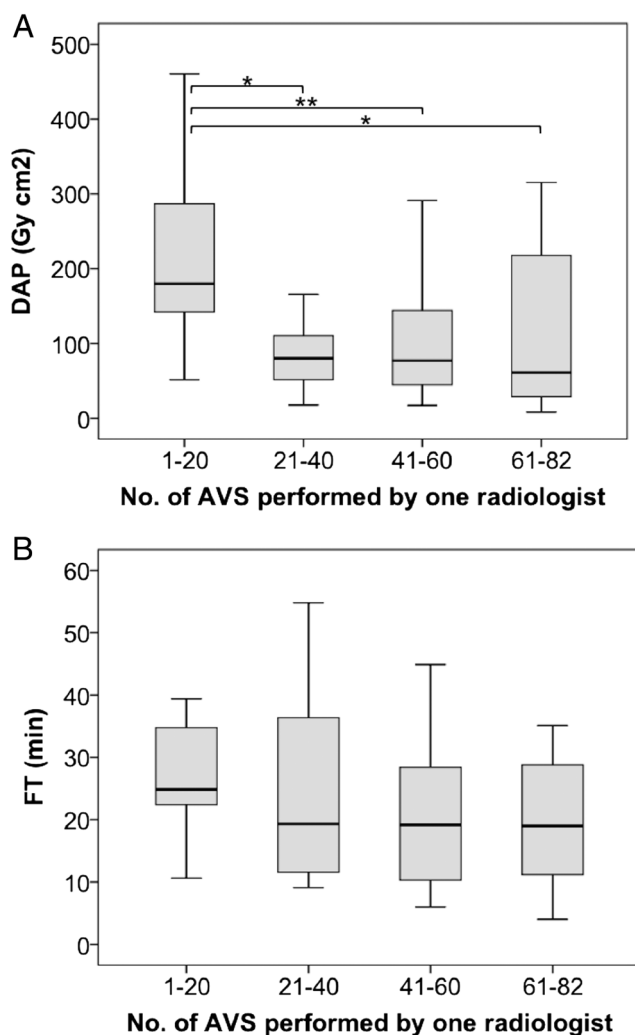 A
500
400
300
200
100
0
DAP (Gy cm2)
*
**
*
1-20 21-40 41-60 61-82
No. of AVS performed by one radiologist
B
60
50
40
30
20
10
0
FT (min)
1-20 21-40 41-60 61-82
No. of AVS performed by one radiologist